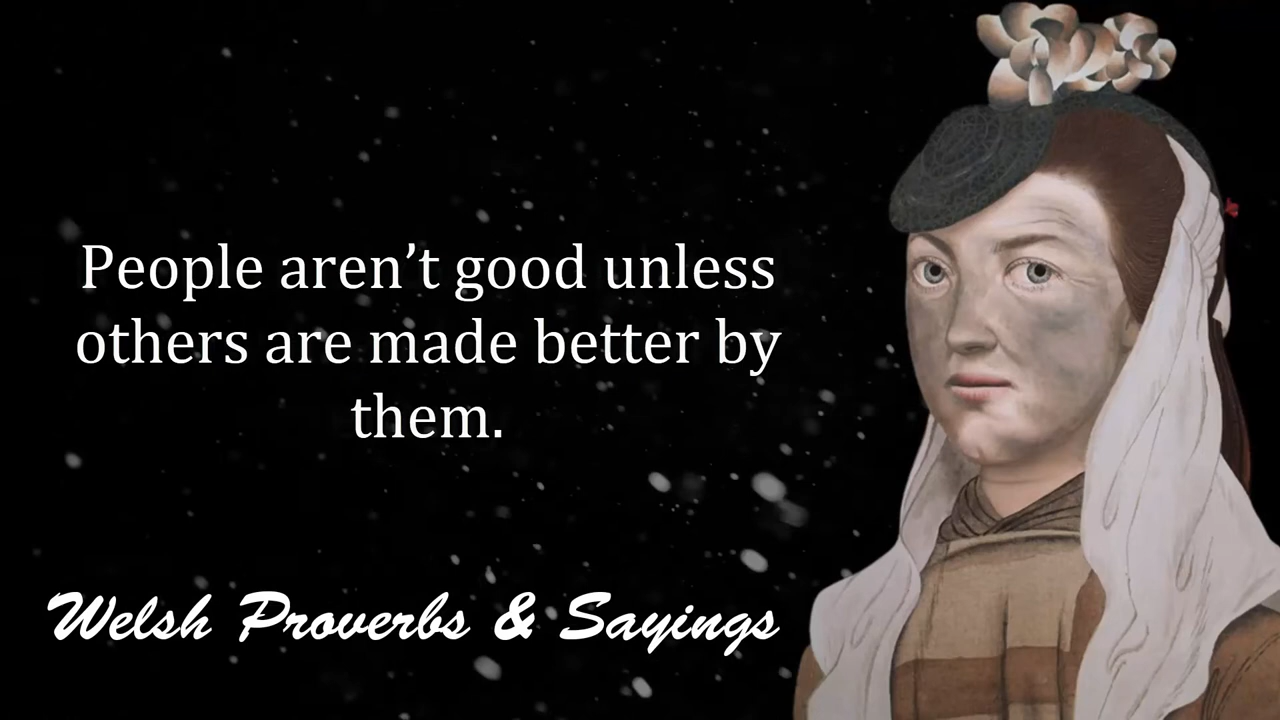 People aren’t good unless
others are made better by
them.
Welsh Proverbs & Sayings